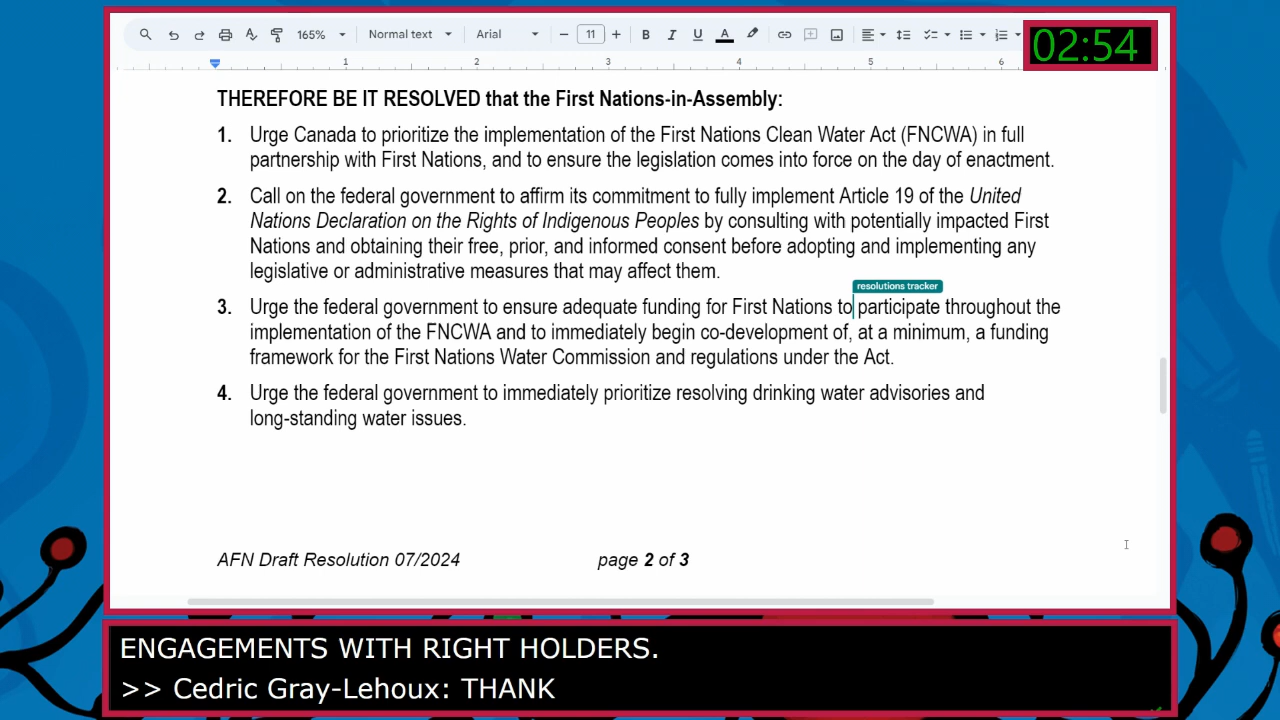 165%
Normal text
Arial
11
B
I
U
A
02:54
1
2
3
4
5
6
THEREFORE BE IT RESOLVED that the First Nations-in-Assembly:
1. Urge Canada to prioritize the implementation of the First Nations Clean Water Act (FNCWA) in full
partnership with First Nations, and to ensure the legislation comes into force on the day of enactment.
2. Call on the federal government to affirm its commitment to fully implement Article 19 of the United
Nations Declaration on the Rights of Indigenous Peoples by consulting with potentially impacted First
Nations and obtaining their free, prior, and informed consent before adopting and implementing any
legislative or administrative measures that may affect them.
resolutions tracker
3. Urge the federal government to ensure adequate funding for First Nations to participate throughout the
implementation of the FNCWA and to immediately begin co-development of, at a minimum, a funding
framework for the First Nations Water Commission and regulations under the Act.
4. Urge the federal government to immediately prioritize resolving drinking water advisories and
long-standing water issues.
AFN Draft Resolution 07/2024 page 2 of 3
ENGAGEMENTS WITH RIGHT HOLDERS.
>> Cedric Gray-Lehoux: THANK